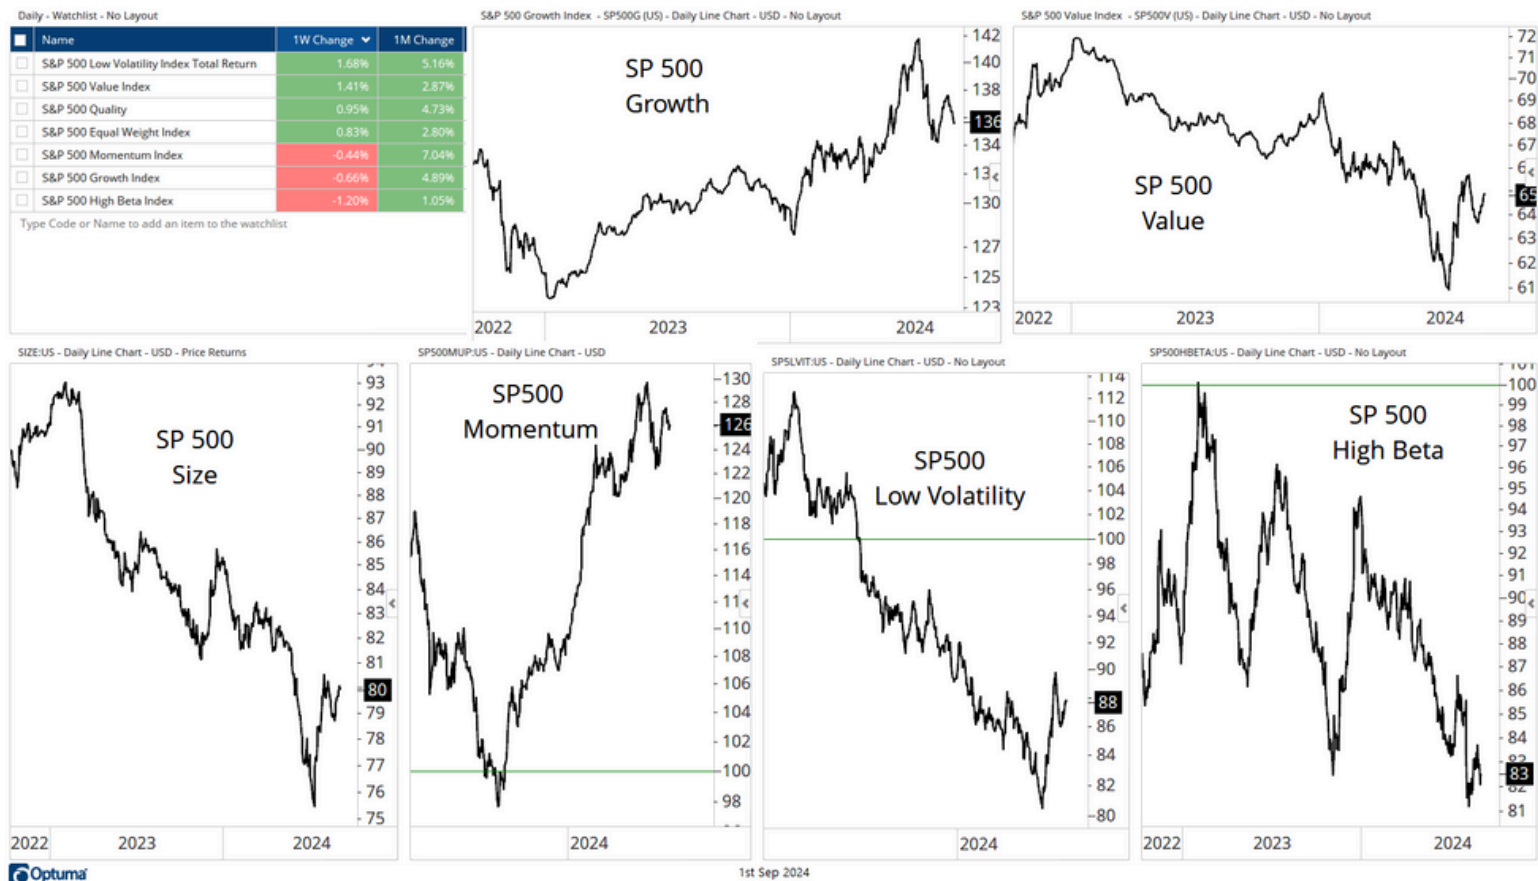 Daily - Watchlist - No Layout
Name 1W Change 1M Change
S&P 500 Low Volatility Index Total Return 1.68% 5.16%
S&P 500 Value Index 1.41% 2.87%
S&P 500 Quality 0.95% 4.73%
S&P 500 Equal Weight Index 0.83% 2.80%
S&P 500 Momentum Index -0.44% 7.04%
S&P 500 Growth Index -0.66% 4.89%
S&P 500 High Beta Index -1.20% 1.05%
Type Code or Name to add an item to the watchlist
S&P 500 Growth Index - SP500G (US) - Daily Line Chart - USD - No Layout
SP 500
Growth
142
140
138
136
134
130
127
125
123
2022 2023 2024
S&P 500 Value Index - SP500V (US) - Daily Line Chart - USD - No Layout
SP 500
Value
72
71
70
69
68
67
65
64
63
62
61
2022 2023 2024
SIZE:US - Daily Line Chart - USD - Price Returns
SP 500
Size
93
92
91
90
89
88
87
86
85
84
83
82
81
80
79
78
77
76
75
2022 2023 2024
SP500MUP:US - Daily Line Chart - USD
SP500
Momentum
130
128
126
124
122
120
118
116
114
110
108
106
104
102
100
98
2024
SP5LVIT:US - Daily Line Chart - USD - No Layout
SP500
Low Volatility
114
112
110
108
106
104
102
100
96
94
92
90
88
86
84
82
80
2024
SP500HBETA:US - Daily Line Chart - USD - No Layout
SP 500
High Beta
101
100
99
98
96
95
94
93
92
91
90
89
88
87
86
85
84
83
82
81
2022 2023 2024
Optuma
1st Sep 2024